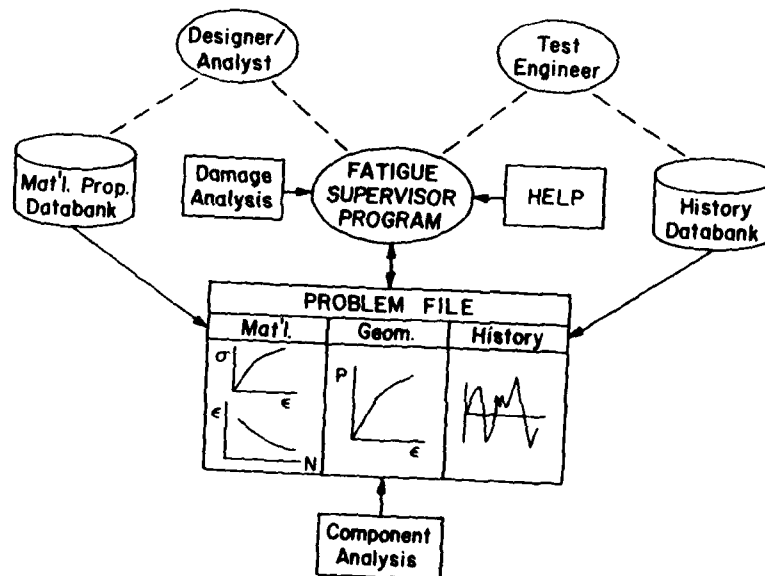 Designer/
Analyst
Test
Engineer
Mat'l. Prop.
Databank
Damage
Analysis
FATIGUE
SUPERVISOR
PROGRAM
HELP
History
Databank
PROBLEM FILE
Mat'l.
Geom.
History
σ
ϵ
ϵ
N
P
ϵ
Component
Analysis